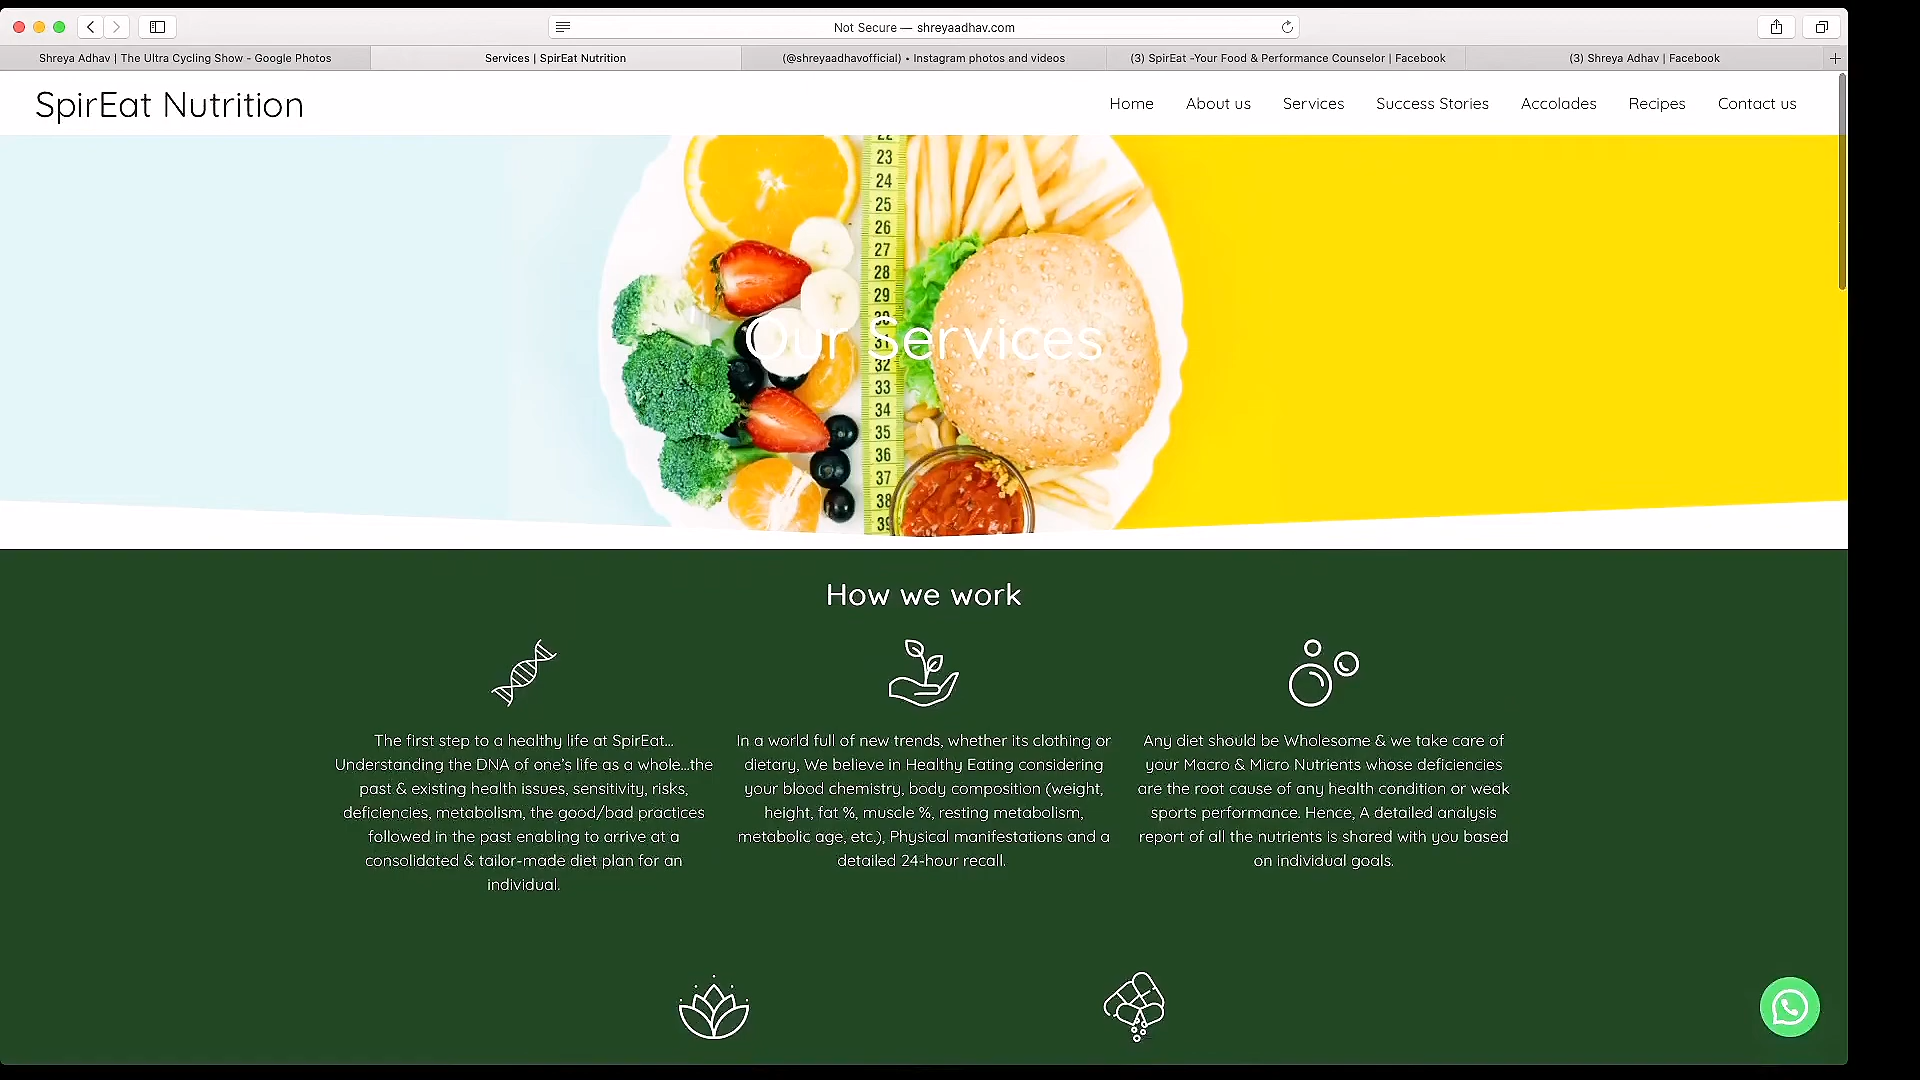 Not Secure — shreyaadhav.com
Shreya Adhav | The Ultra Cycling Show - Google Photos
Services | SpirEat Nutrition
(@shreyaadhavofficial) • Instagram photos and videos
(3) SpirEat -Your Food & Performance Counselor | Facebook
(3) Shreya Adhav | Facebook
SpirEat Nutrition
Home
About us
Services
Success Stories
Accolades
Recipes
Contact us
22
23
24
25
26
27
28
29
30
31
32
33
34
35
36
37
38
39
Our Services
How we work
The first step to a healthy life at SpirEat...
Understanding the DNA of one's life as a whole...the
past & existing health issues, sensitivity, risks,
deficiencies, metabolism, the good/bad practices
followed in the past enabling to arrive at a
consolidated & tailor-made diet plan for an
individual.
In a world full of new trends, whether its clothing or
dietary, We believe in Healthy Eating considering
your blood chemistry, body composition (weight,
height, fat %, muscle %, resting metabolism,
metabolic age, etc.), Physical manifestations and a
detailed 24-hour recall.
Any diet should be Wholesome & we take care of
your Macro & Micro Nutrients whose deficiencies
are the root cause of any health condition or weak
sports performance. Hence, A detailed analysis
report of all the nutrients is shared with you based
on individual goals.